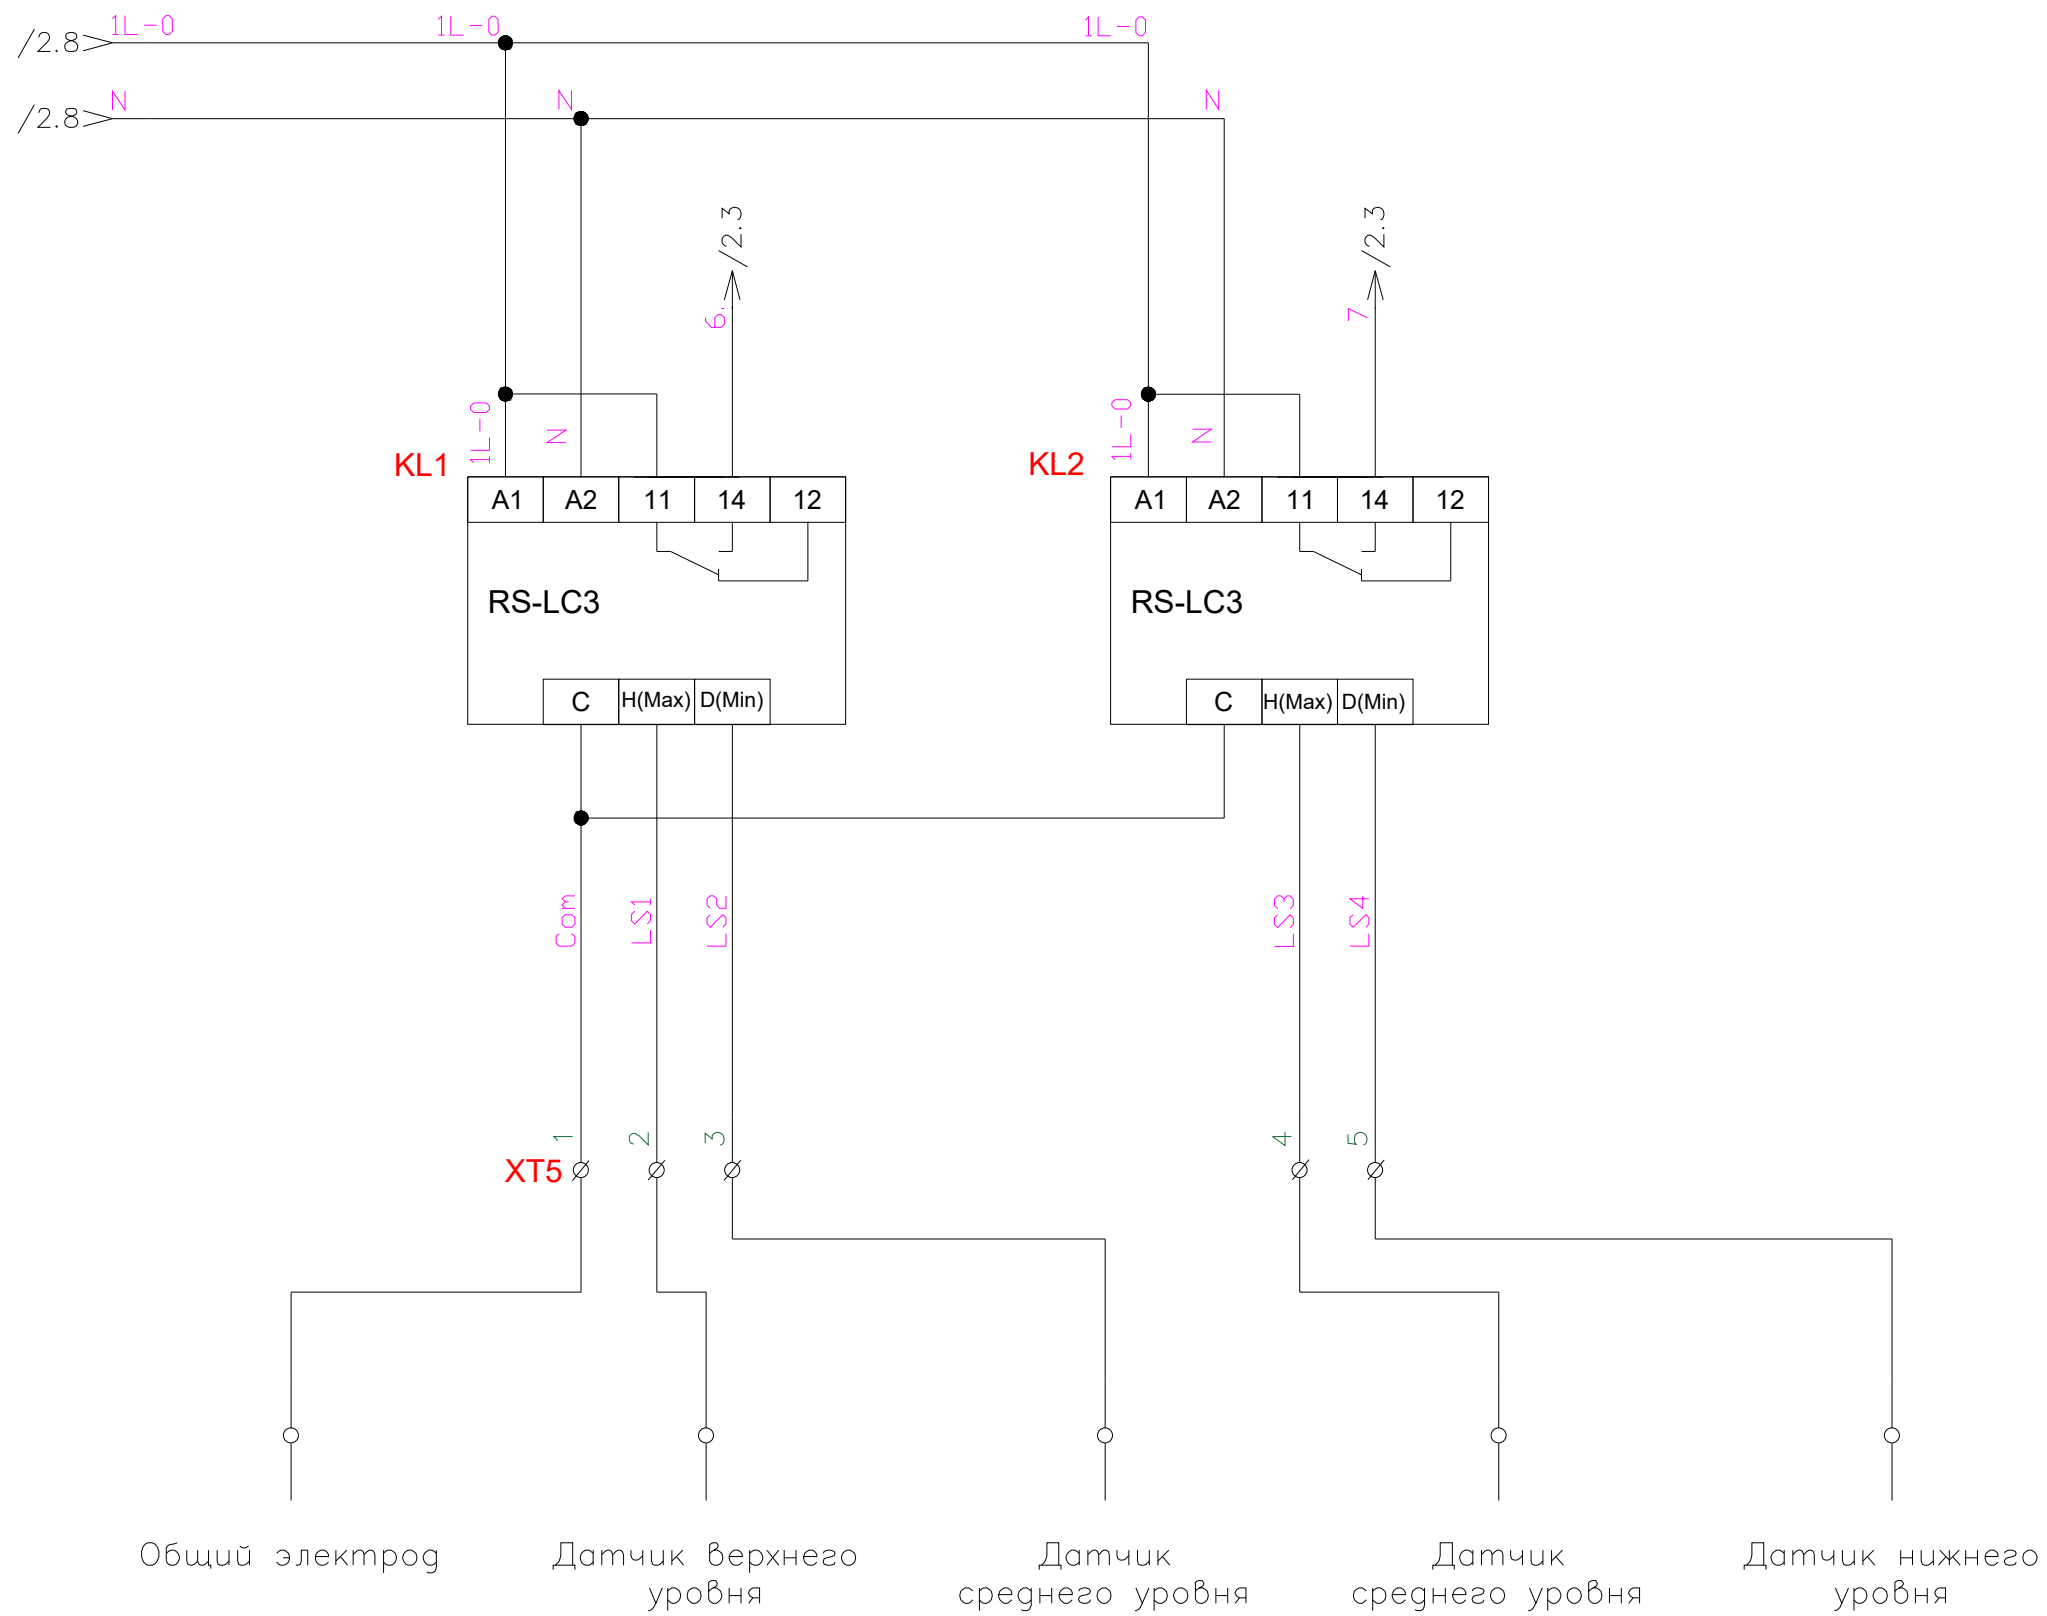 1L-0 1L-0 1L-0
/2.8
N N N
/2.8
/2.3 /2.3
6, 7
1L-0 N 1L-0 N
KL1 KL2
A1 A2 11 14 12 A1 A2 11 14 12
RS-LC3 RS-LC3
C H(Max) D(Min) C H(Max) D(Min)
Com LS1 LS2 LS3 LS4
1 2 3 4 5
XT5
Общий электрод Датчик верхнего Датчик Датчик Датчик нижнего
уровня среднего уровня среднего уровня уровня